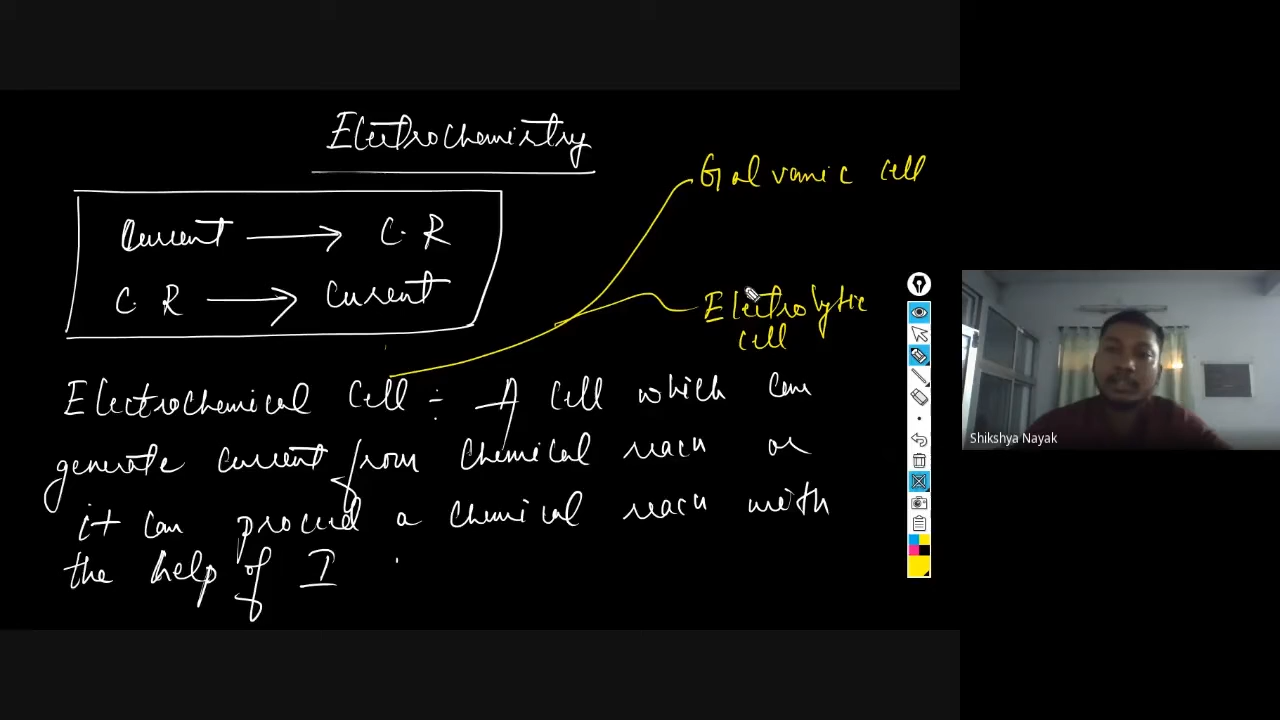 Electrochemistry
Current → C.R
C.R → Current
Galvanic cell
Electrolytic
cell
Electrochemical Cell :- A cell which can
generate current from chemical reacn or
it can proceed a chemical reacn with
the help of I
Shikshya Nayak